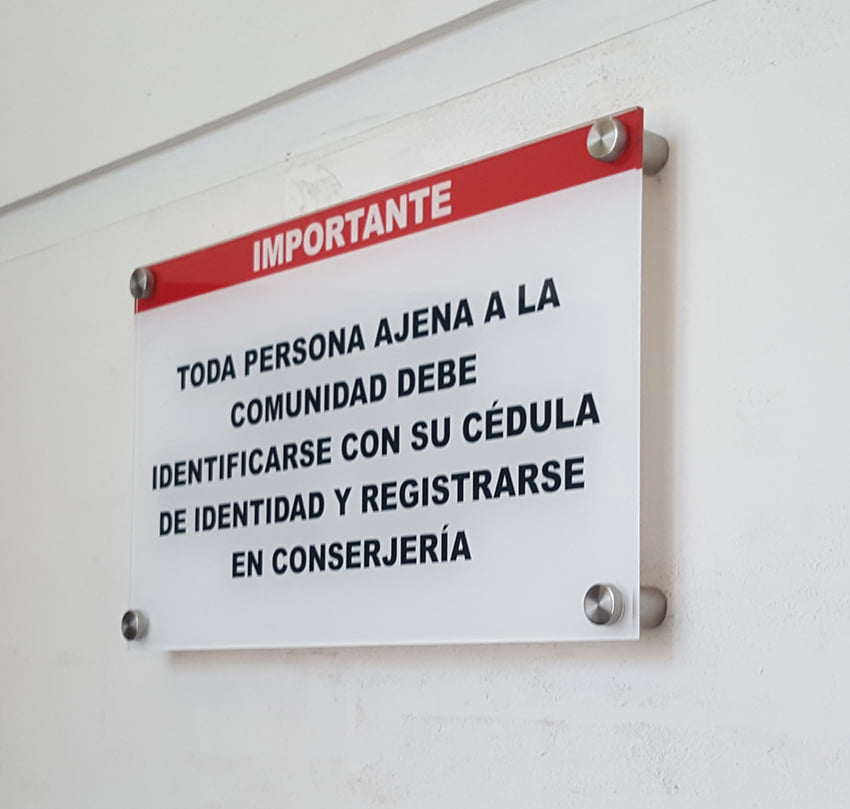 IMPORTANTE
TODA PERSONA AJENA A LA
COMUNIDAD DEBE
IDENTIFICARSE CON SU CÉDULA
DE IDENTIDAD Y REGISTRARSE
EN CONSERJERÍA